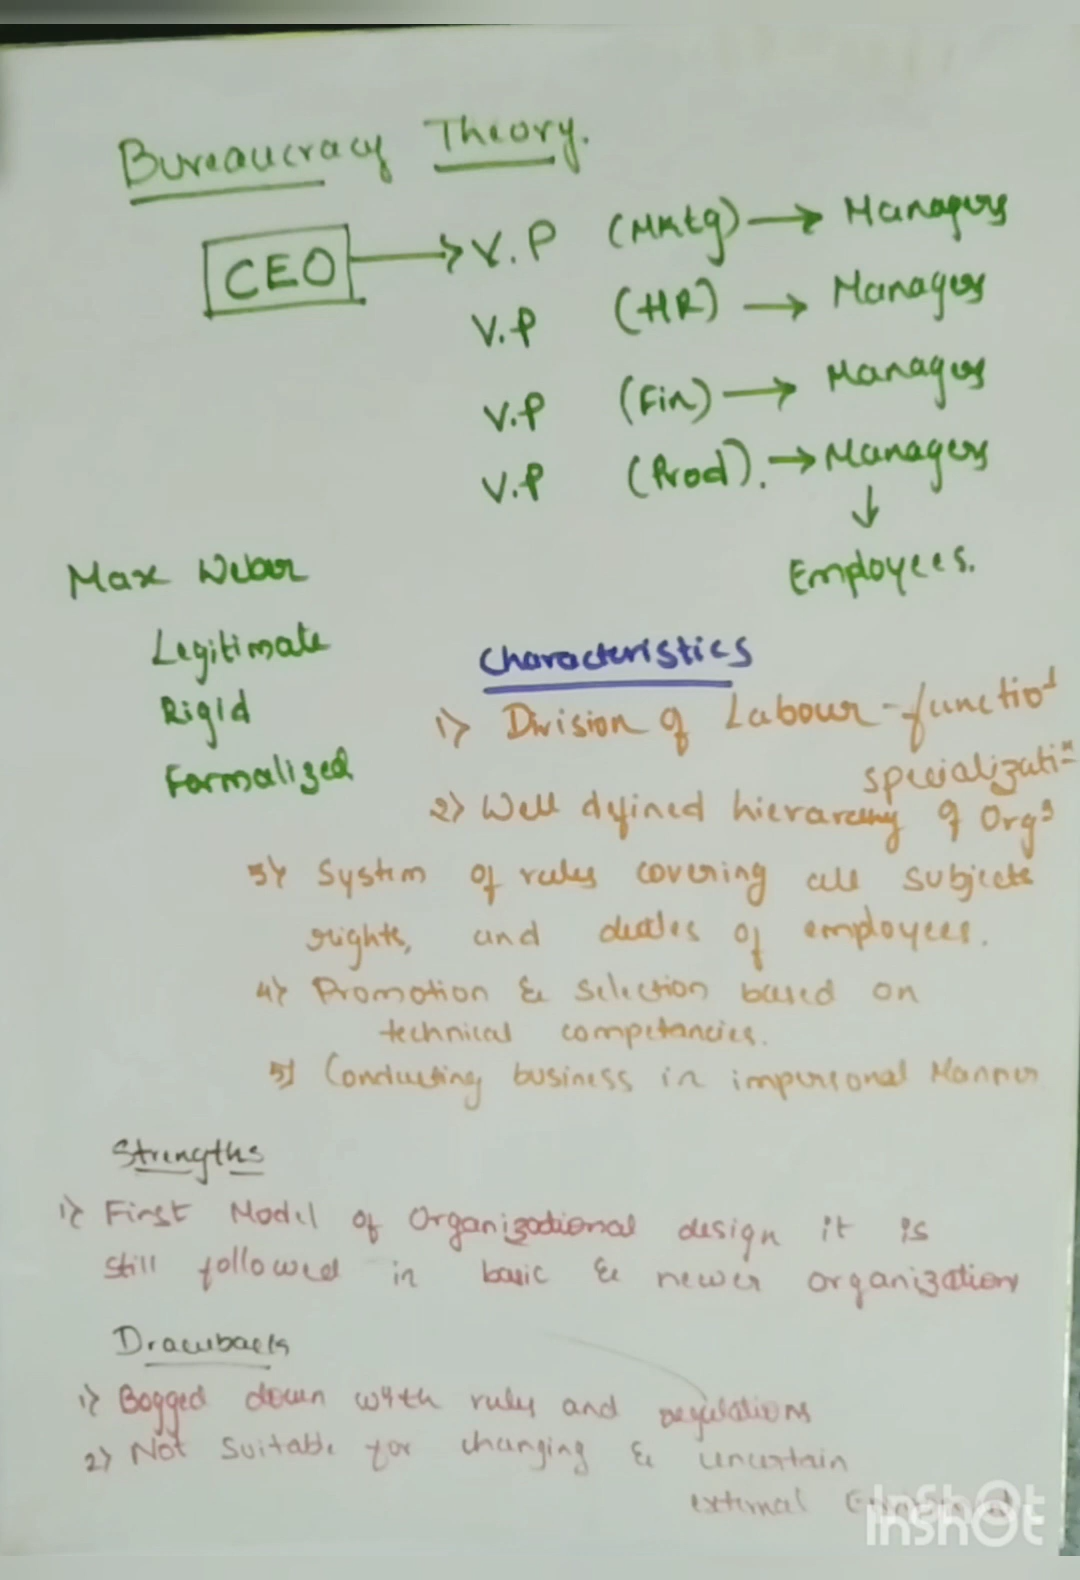 Bureaucracy Theory.
CEO → V.P (Mktg) → Managers
V.P (HR) → Managers
V.P (Fin) → Managers
V.P (Prod). → Managers
↓
Employees.
Max Weber
Legitimate
Rigid
Formalized
Characteristics
1) Division of Labour - functional
specialization
2) Well defined hierarchy of Orgs
3) System of rules covering all subjects
rights, and duties of employees.
4) Promotion & Selection based on
technical competancies.
5) Conducting business in impersonal Manner
Strengths
1) First Model of Organizational design it is
still followed in basic & newer organization
Drawbacks
1) Bogged down with rules and regulations
2) Not suitable for changing & uncertain
external
InShOt